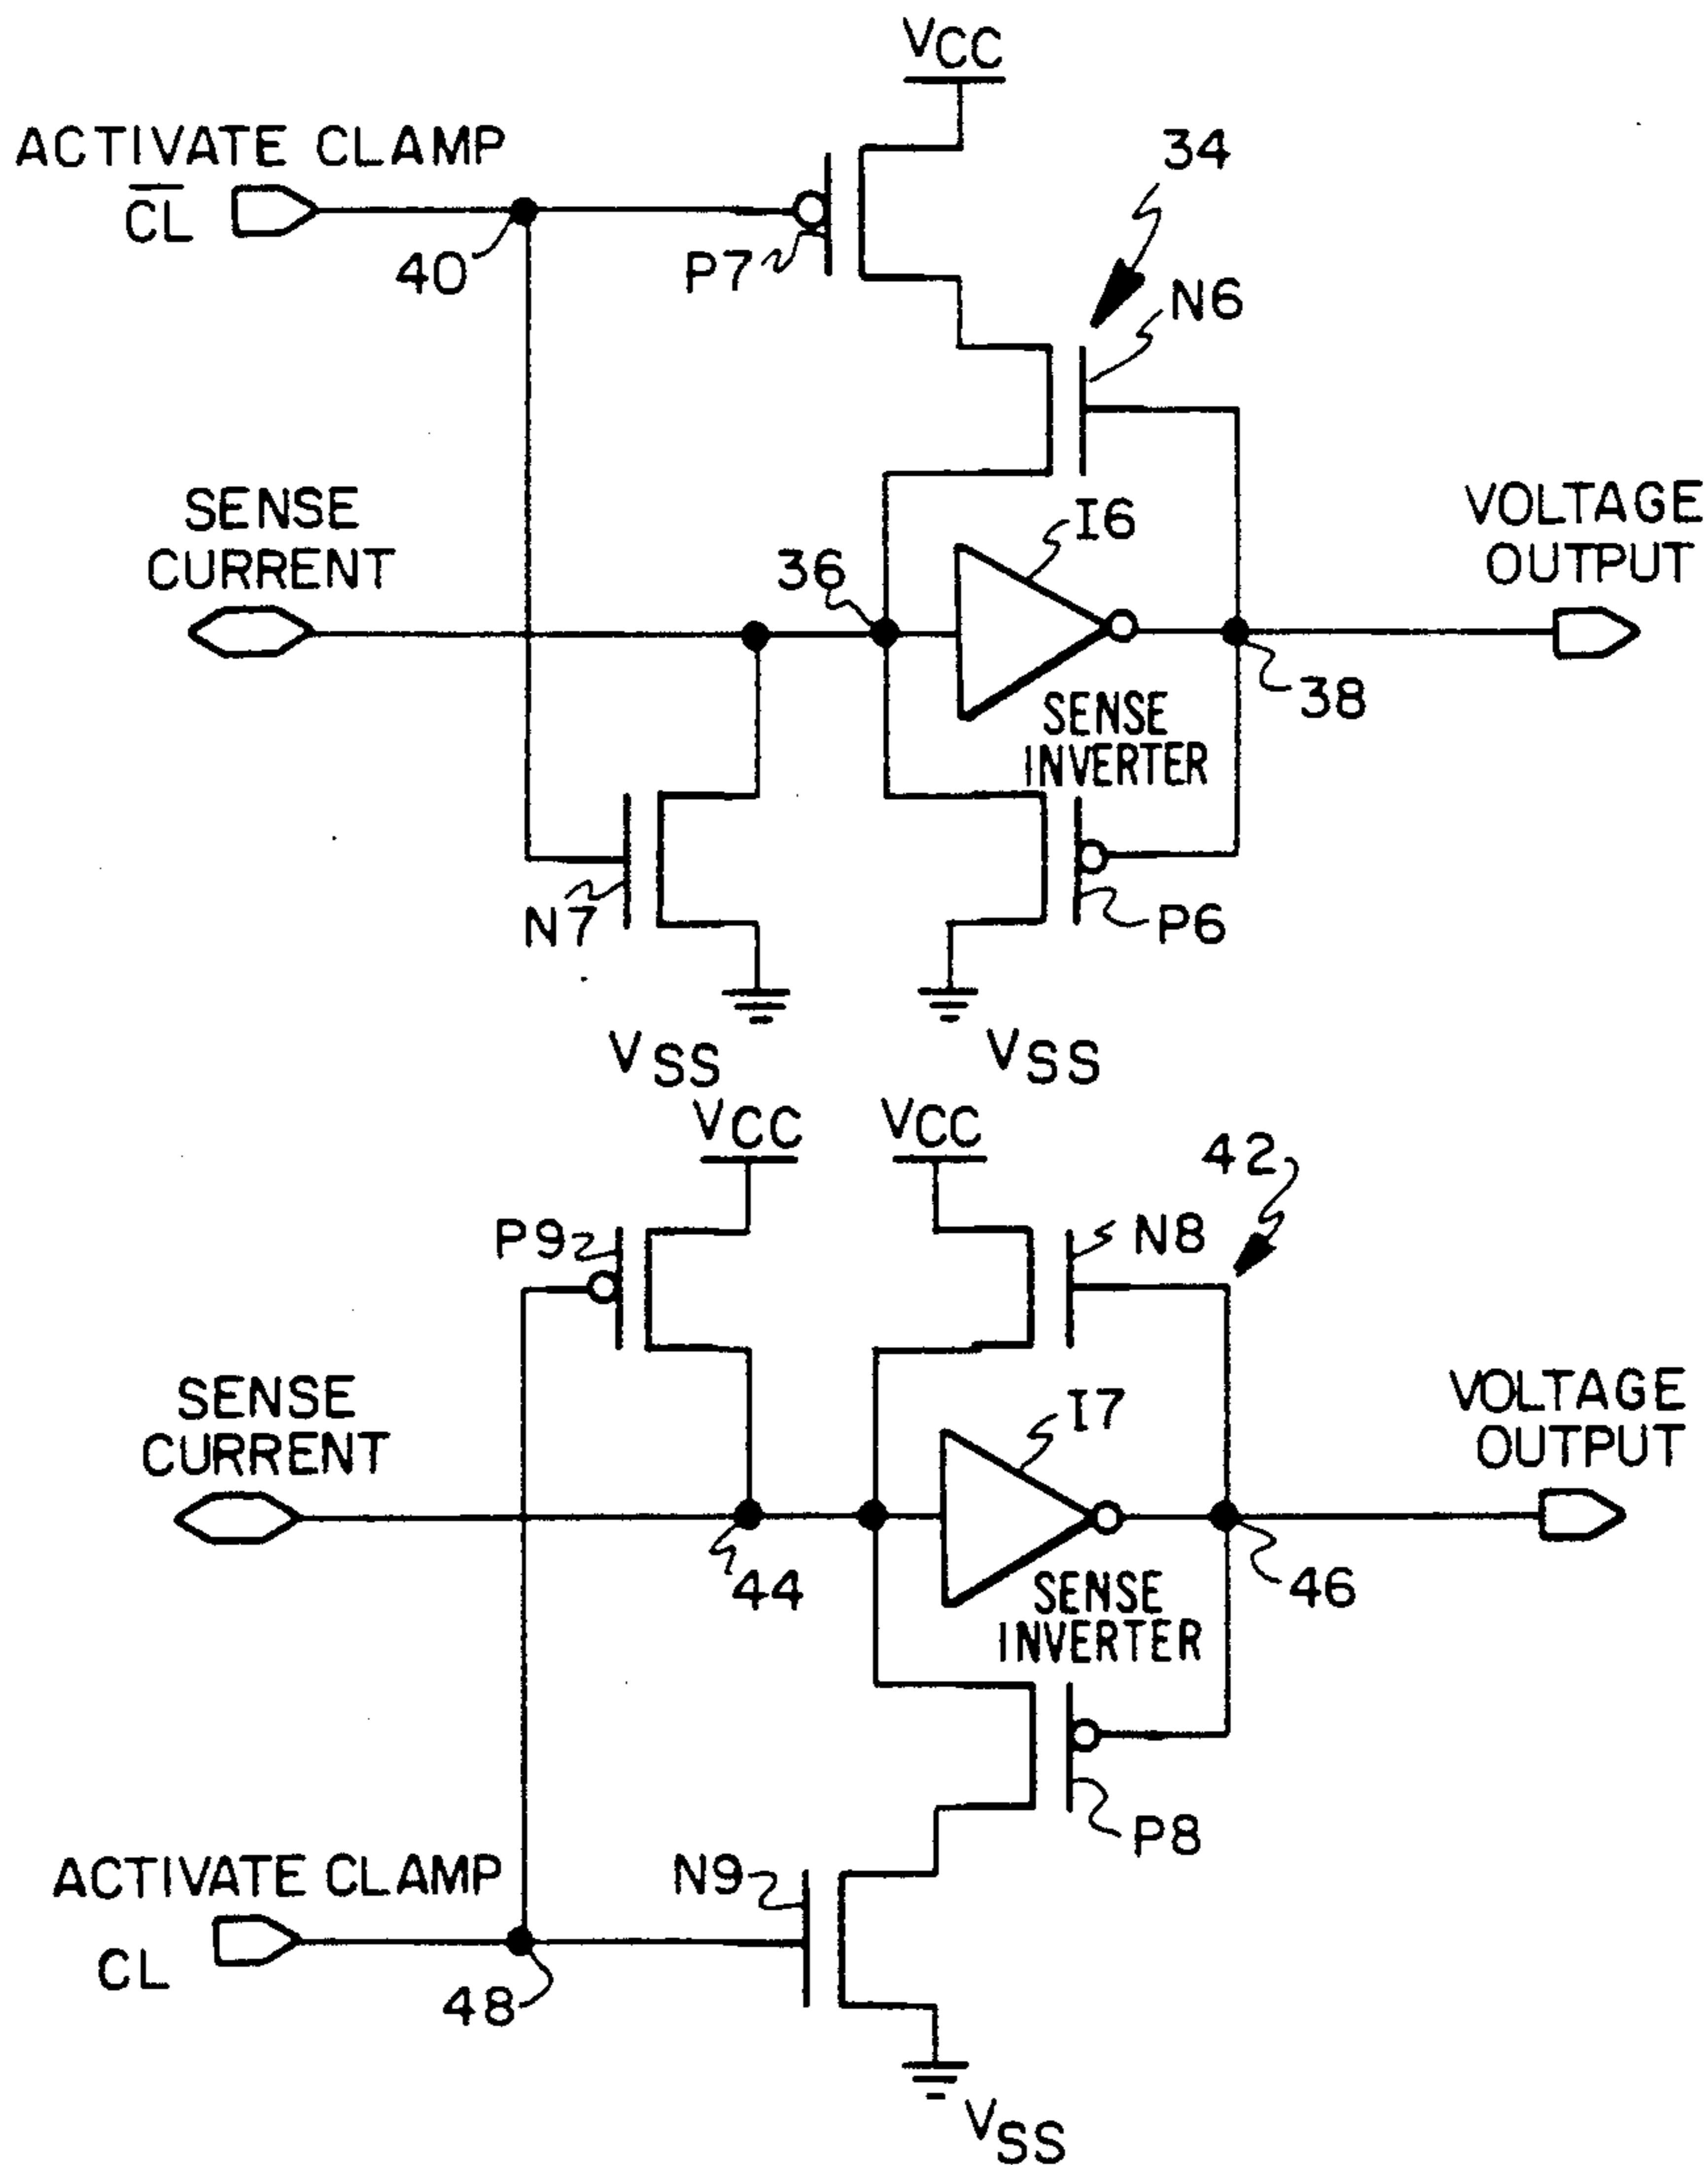 VCC
ACTIVATE CLAMP
CL
34
40
P7
N6
SENSE
CURRENT
36
I6
VOLTAGE
OUTPUT
38
SENSE
INVERTER
N7
P6
VSS
VSS
VCC
VCC
42
P9
N8
SENSE
CURRENT
I7
VOLTAGE
OUTPUT
44
SENSE
INVERTER
46
P8
ACTIVATE CLAMP
N9
CL
48
VSS